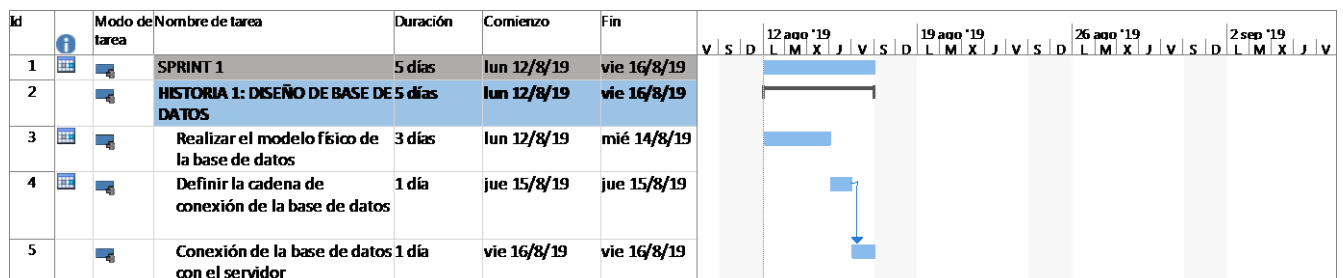 Id Modo de tarea Nombre de tarea Duración Comienzo Fin
12 ago '19 19 ago '19 26 ago '19 2 sep '19
V S D L M X J V S D L M X J V S D L M X J V S D L M X J V
1 SPRINT 1 5 días lun 12/8/19 vie 16/8/19
2 HISTORIA 1: DISEÑO DE BASE DE 5 días lun 12/8/19 vie 16/8/19
DATOS
3 Realizar el modelo físico de 3 días lun 12/8/19 mié 14/8/19
la base de datos
4 Definir la cadena de 1 día jue 15/8/19 jue 15/8/19
conexión de la base de datos
5 Conexión de la base de datos 1 día vie 16/8/19 vie 16/8/19
con el servidor